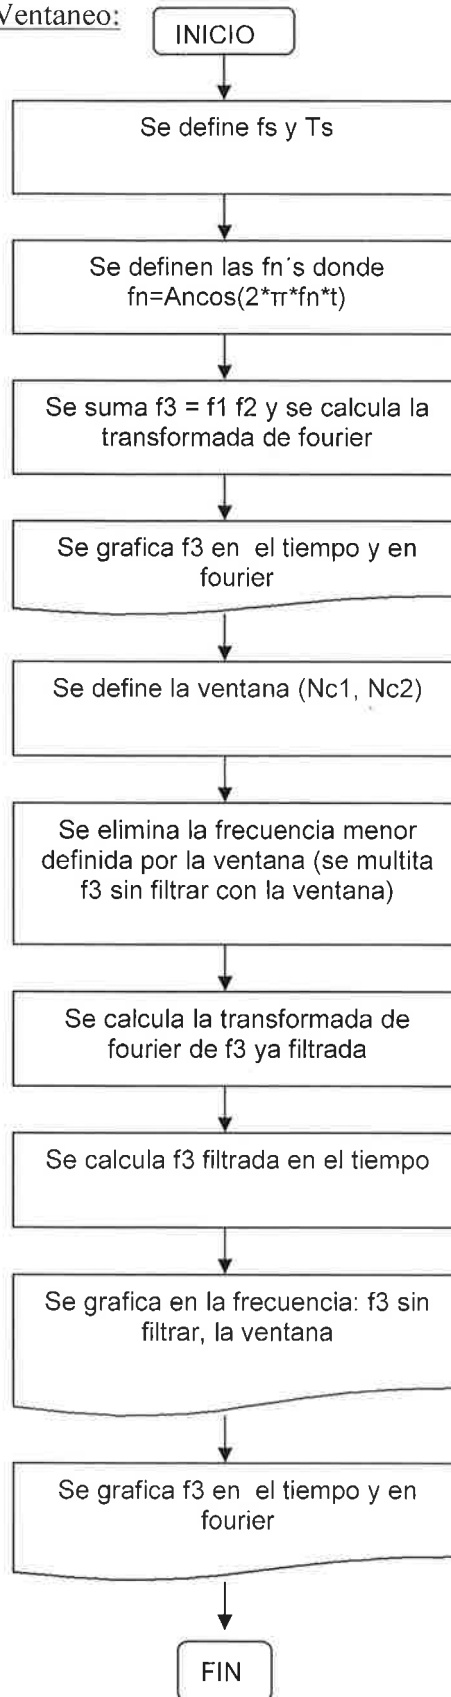 Ventaneo:
INICIO
Se define fs y Ts
Se definen las fn´s donde
fn=Ancos(2*π*fn*t)
Se suma f3 = f1 f2 y se calcula la
transformada de fourier
Se grafica f3 en el tiempo y en
fourier
Se define la ventana (Nc1, Nc2)
Se elimina la frecuencia menor
definida por la ventana (se multita
f3 sin filtrar con la ventana)
Se calcula la transformada de
fourier de f3 ya filtrada
Se calcula f3 filtrada en el tiempo
Se grafica en la frecuencia: f3 sin
filtrar, la ventana
Se grafica f3 en el tiempo y en
fourier
FIN